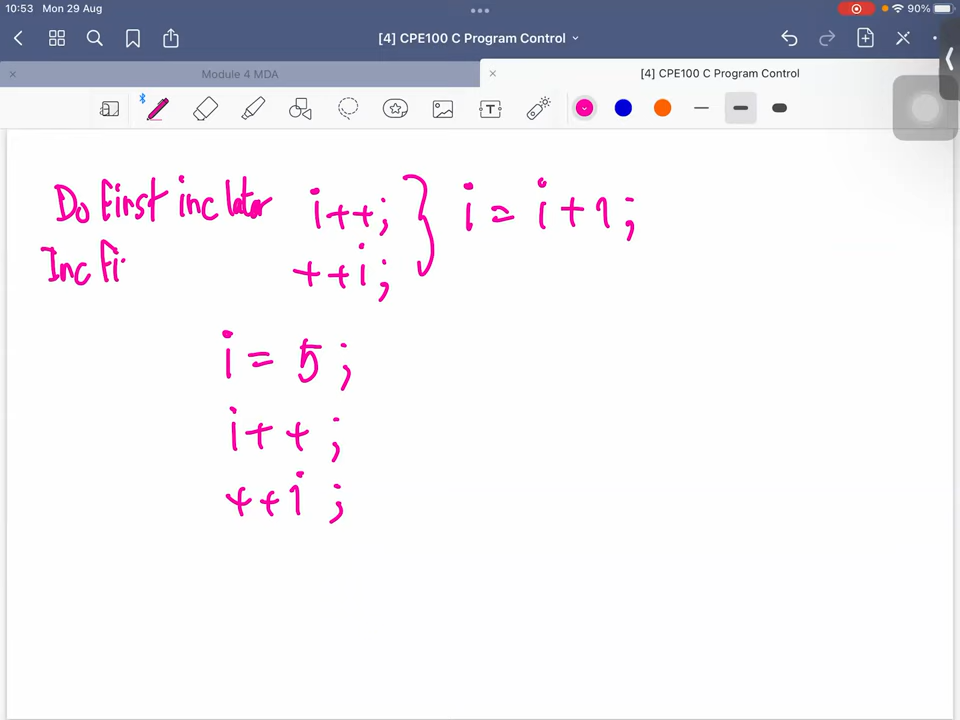 10:53 Mon 29 Aug
90%
[4] CPE100 C Program Control
Module 4 MDA
[4] CPE100 C Program Control
Do first inc later i++; } i = i + 1;
Inc fi ++i;
i = 5;
i++;
++i;